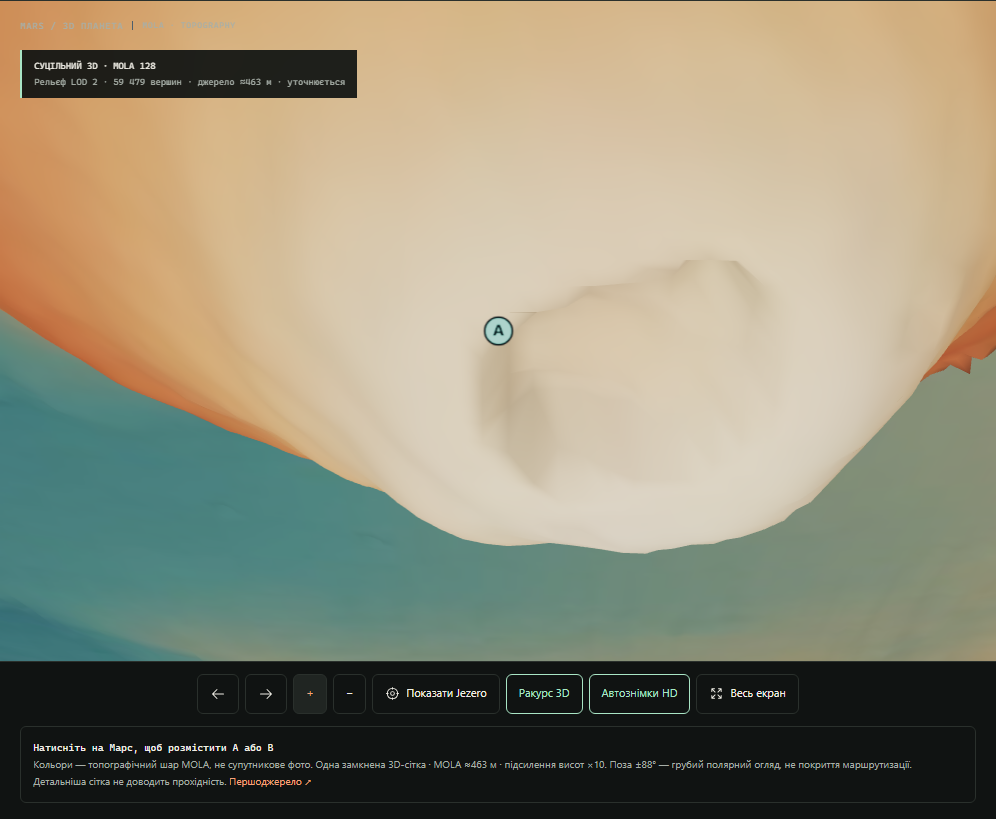 MARS / 3D
СУЦІЛЬНИЙ 3D · MOLA 128
Рельєф LOD 2 · 59 479 вершин · джерело ≈463 м · уточнюється
A
← → + − Показати Jezero Ракурс 3D Автознімки HD Весь екран
Натисніть на Марс, щоб розмістити A або B
Кольори — топографічний шар MOLA, не супутникове фото. Одна замкнена 3D-сітка · MOLA ≈463 м · підсилення висот ×10. Поза ±88° — грубий полярний огляд, не покриття маршрутизації.
Детальніша сітка не доводить прохідність. Першоджерело ↗